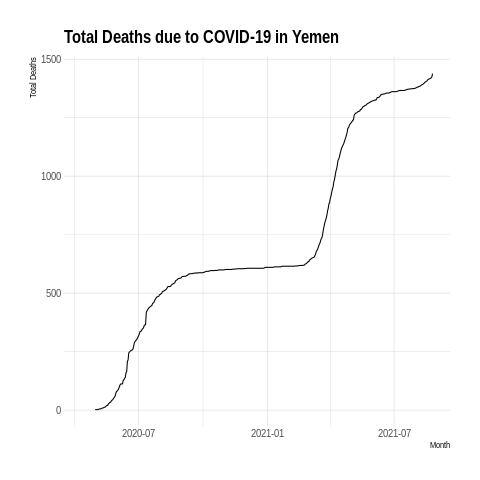 Total Deaths due to COVID-19 in Yemen
Total Deaths
1500
1000
500
0
2020-07
2021-01
2021-07
Month